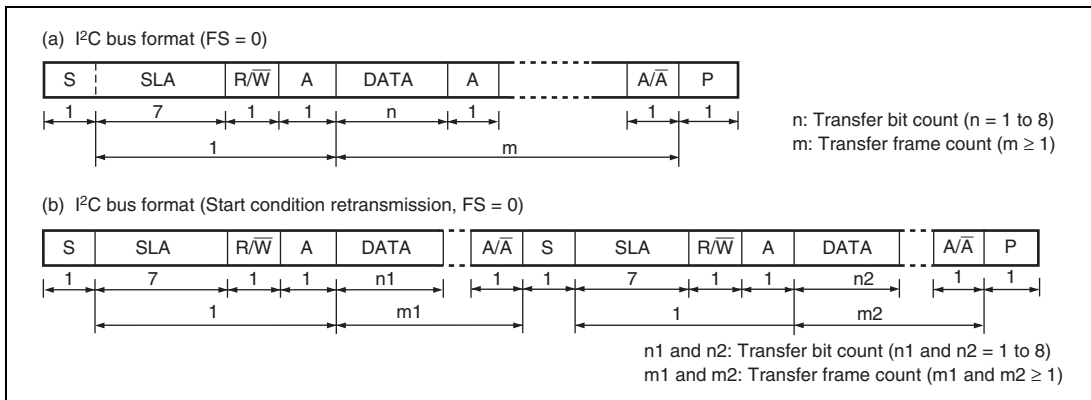 (a) I²C bus format (FS = 0)
S SLA R/W̅ A DATA A A/A̅ P
1 7 1 1 n 1 1 1
1 m
n: Transfer bit count (n = 1 to 8)
m: Transfer frame count (m ≥ 1)
(b) I²C bus format (Start condition retransmission, FS = 0)
S SLA R/W̅ A DATA A/A̅ S SLA R/W̅ A DATA A/A̅ P
1 7 1 1 n1 1 1 7 1 1 n2 1 1
1 m1 1 m2
n1 and n2: Transfer bit count (n1 and n2 = 1 to 8)
m1 and m2: Transfer frame count (m1 and m2 ≥ 1)